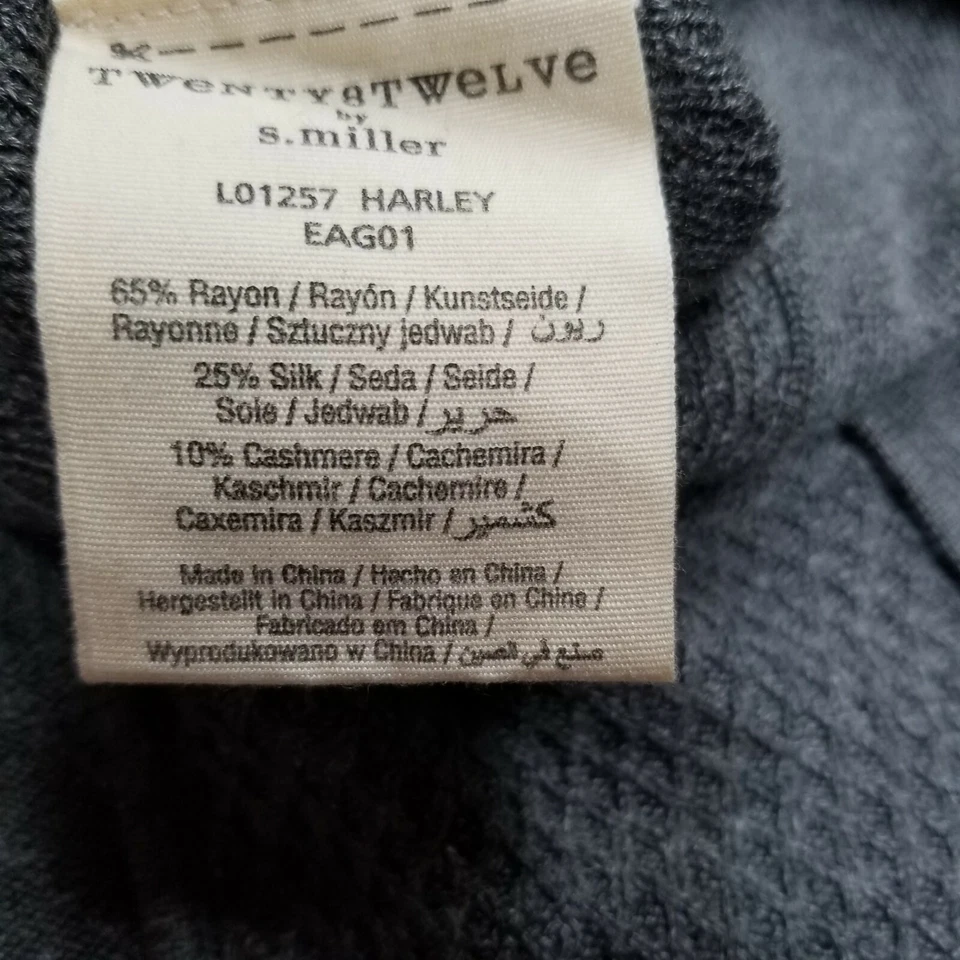 TWENTY8TWELVE
by
s.miller
L01257 HARLEY
EAG01
65% Rayon / Rayón / Kunstseide /
Rayonne / Sztuczny jedwab / ريون
25% Silk / Seda / Seide /
Soie / Jedwab / حرير
10% Cashmere / Cachemira /
Kaschmir / Cachemire /
Caxemira / Kaszmir / كشمير
Made in China / Hecho en China /
Hergestellt in China / Fabrique en Chine /
Fabricado em China /
Wyprodukowano w China / صنع في الصين